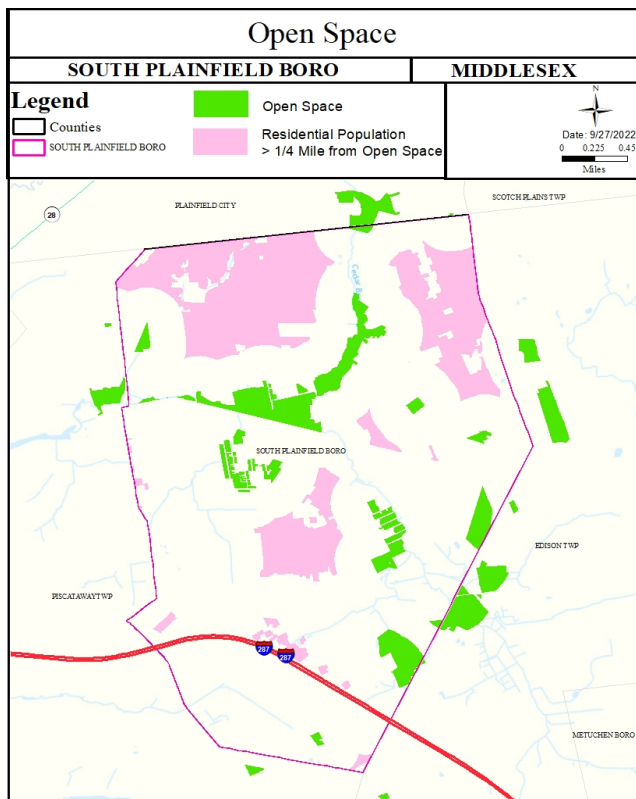 Open Space
SOUTH PLAINFIELD BORO
MIDDLESEX
Legend
Counties
SOUTH PLAINFIELD BORO
Open Space
Residential Population
> 1/4 Mile from Open Space
N
Date: 9/27/2022
0 0.225 0.45
Miles
PLAINFIELD CITY
SCOTCH PLAINS TWP
28
Cedar
SOUTH PLAINFIELD BORO
EDISON TWP
PISCATAWAYTWP
287
287
METUCHEN BORO